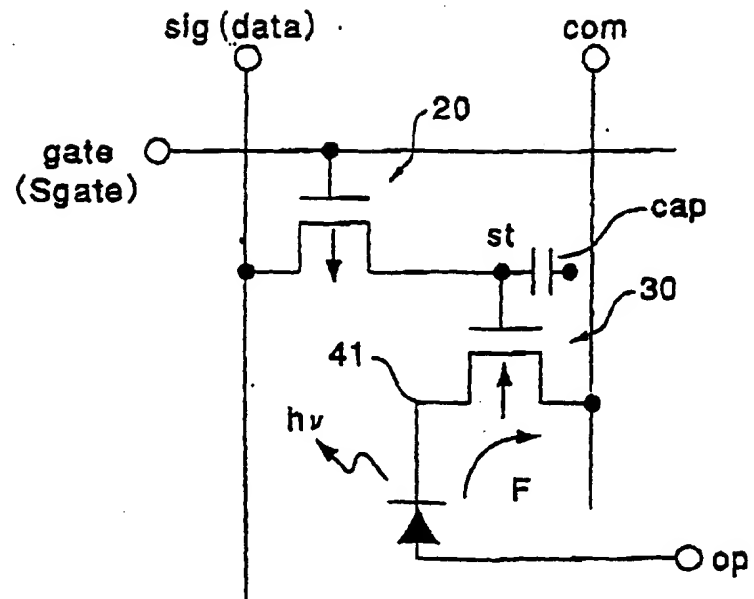 sig (data)
com
20
gate
(Sgate)
cap
st
30
41
hν
F
op